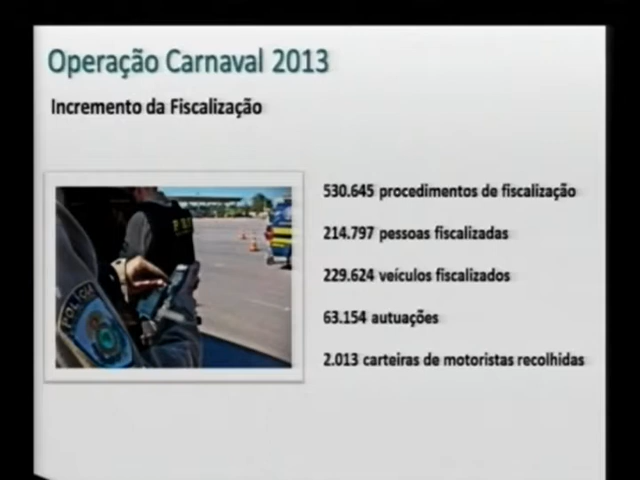 Operação Carnaval 2013
Incremento da Fiscalização
530.645 procedimentos de fiscalização
214.797 pessoas fiscalizadas
229.624 veículos fiscalizados
63.154 autuações
2.013 carteiras de motoristas recolhidas
POLÍCIA